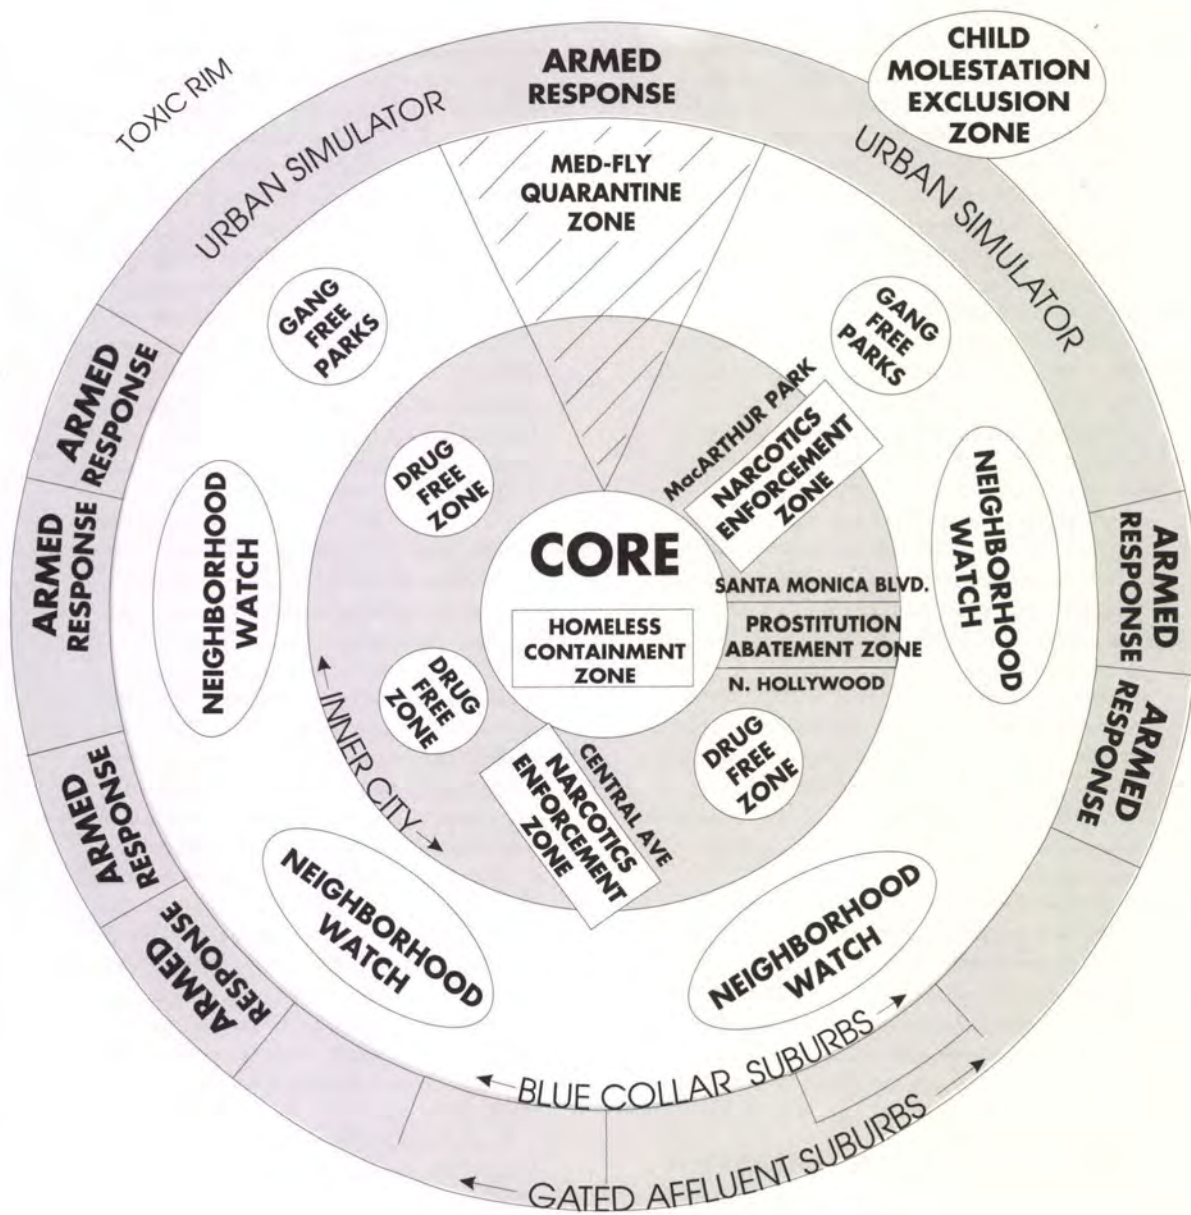 TOXIC RIM
URBAN SIMULATOR
ARMED
RESPONSE
CHILD
MOLESTATION
EXCLUSION
ZONE
URBAN SIMULATOR
MED-FLY
QUARANTINE
ZONE
GANG
FREE
PARKS
GANG
FREE
PARKS
ARMED
RESPONSE
DRUG
FREE
ZONE
MacARTHUR PARK
NARCOTICS
ENFORCEMENT
ZONE
NEIGHBORHOOD
WATCH
NEIGHBORHOOD
WATCH
ARMED
RESPONSE
ARMED
RESPONSE
CORE
HOMELESS
CONTAINMENT
ZONE
SANTA MONICA BLVD.
PROSTITUTION
ABATEMENT ZONE
N. HOLLYWOOD
DRUG
FREE
ZONE
INNER CITY
DRUG
FREE
ZONE
ARMED
RESPONSE
CENTRAL AVE
NARCOTICS
ENFORCEMENT
ZONE
ARMED
RESPONSE
NEIGHBORHOOD
WATCH
NEIGHBORHOOD
WATCH
ARMED
RESPONSE
BLUE COLLAR SUBURBS
GATED AFFLUENT SUBURBS